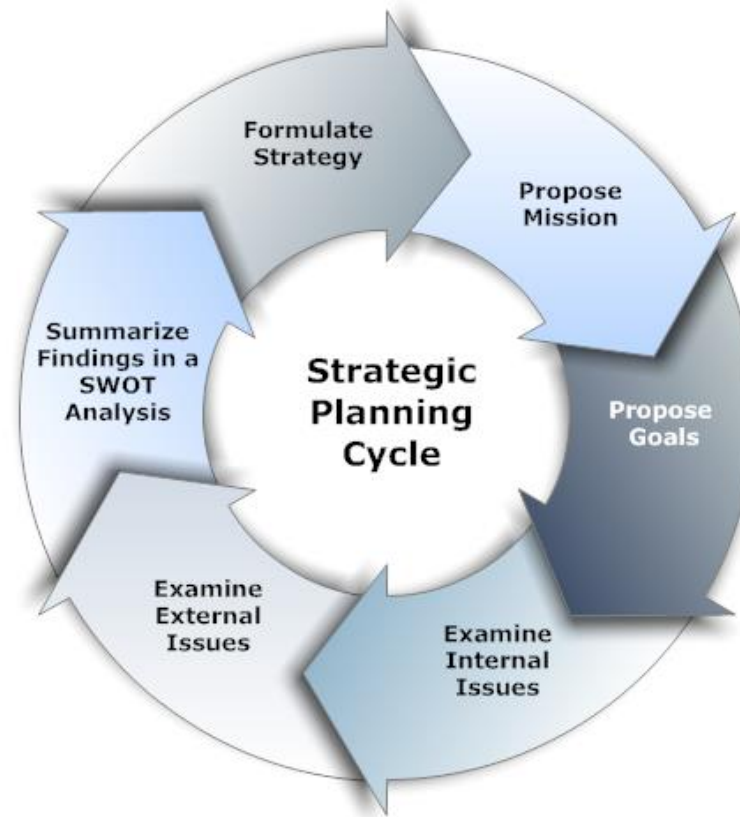 Formulate
Strategy
Propose
Mission
Propose
Goals
Examine
Internal
Issues
Examine
External
Issues
Summarize
Findings in a
SWOT
Analysis
Strategic
Planning
Cycle